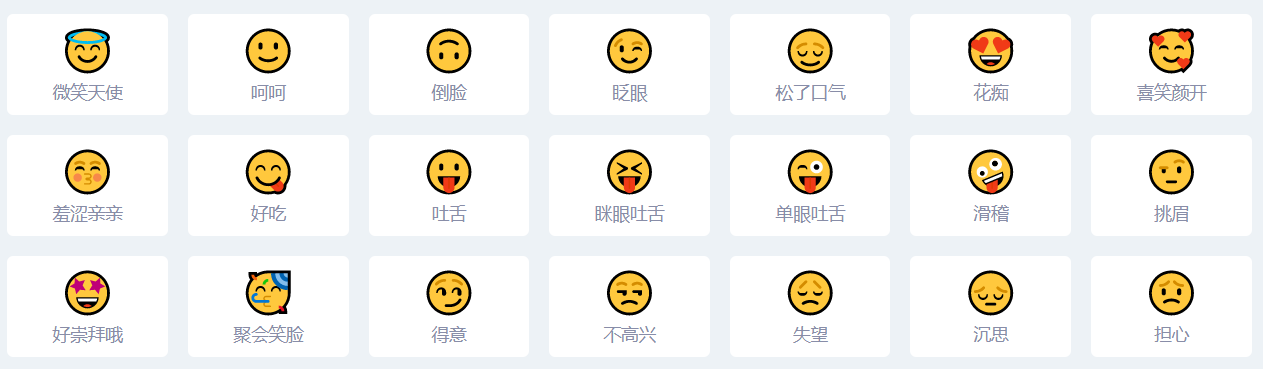 微笑天使
呵呵
倒脸
眨眼
松了口气
花痴
喜笑颜开
羞涩亲亲
好吃
吐舌
眯眼吐舌
单眼吐舌
滑稽
挑眉
好崇拜哦
聚会笑脸
得意
不高兴
失望
沉思
担心